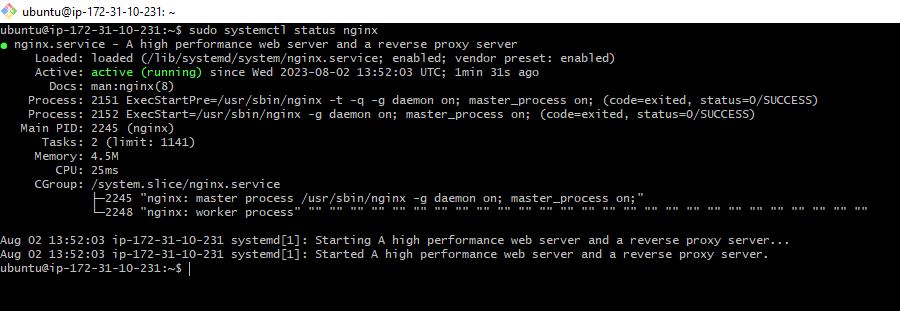 ubuntu@ip-172-31-10-231: ~
ubuntu@ip-172-31-10-231:~$ sudo systemctl status nginx
● nginx.service - A high performance web server and a reverse proxy server
Loaded: loaded (/lib/systemd/system/nginx.service; enabled; vendor preset: enabled)
Active: active (running) since Wed 2023-08-02 13:52:03 UTC; 1min 31s ago
Docs: man:nginx(8)
Process: 2151 ExecStartPre=/usr/sbin/nginx -t -q -g daemon on; master_process on; (code=exited, status=0/SUCCESS)
Process: 2152 ExecStart=/usr/sbin/nginx -g daemon on; master_process on; (code=exited, status=0/SUCCESS)
Main PID: 2245 (nginx)
Tasks: 2 (limit: 1141)
Memory: 4.5M
CPU: 25ms
CGroup: /system.slice/nginx.service
├─2245 "nginx: master process /usr/sbin/nginx -g daemon on; master_process on;"
└─2248 "nginx: worker process" "" "" "" "" "" "" "" "" "" "" "" "" "" "" "" "" "" "" "" "" "" "" "" "" "" "" "" ""
Aug 02 13:52:03 ip-172-31-10-231 systemd[1]: Starting A high performance web server and a reverse proxy server...
Aug 02 13:52:03 ip-172-31-10-231 systemd[1]: Started A high performance web server and a reverse proxy server.
ubuntu@ip-172-31-10-231:~$